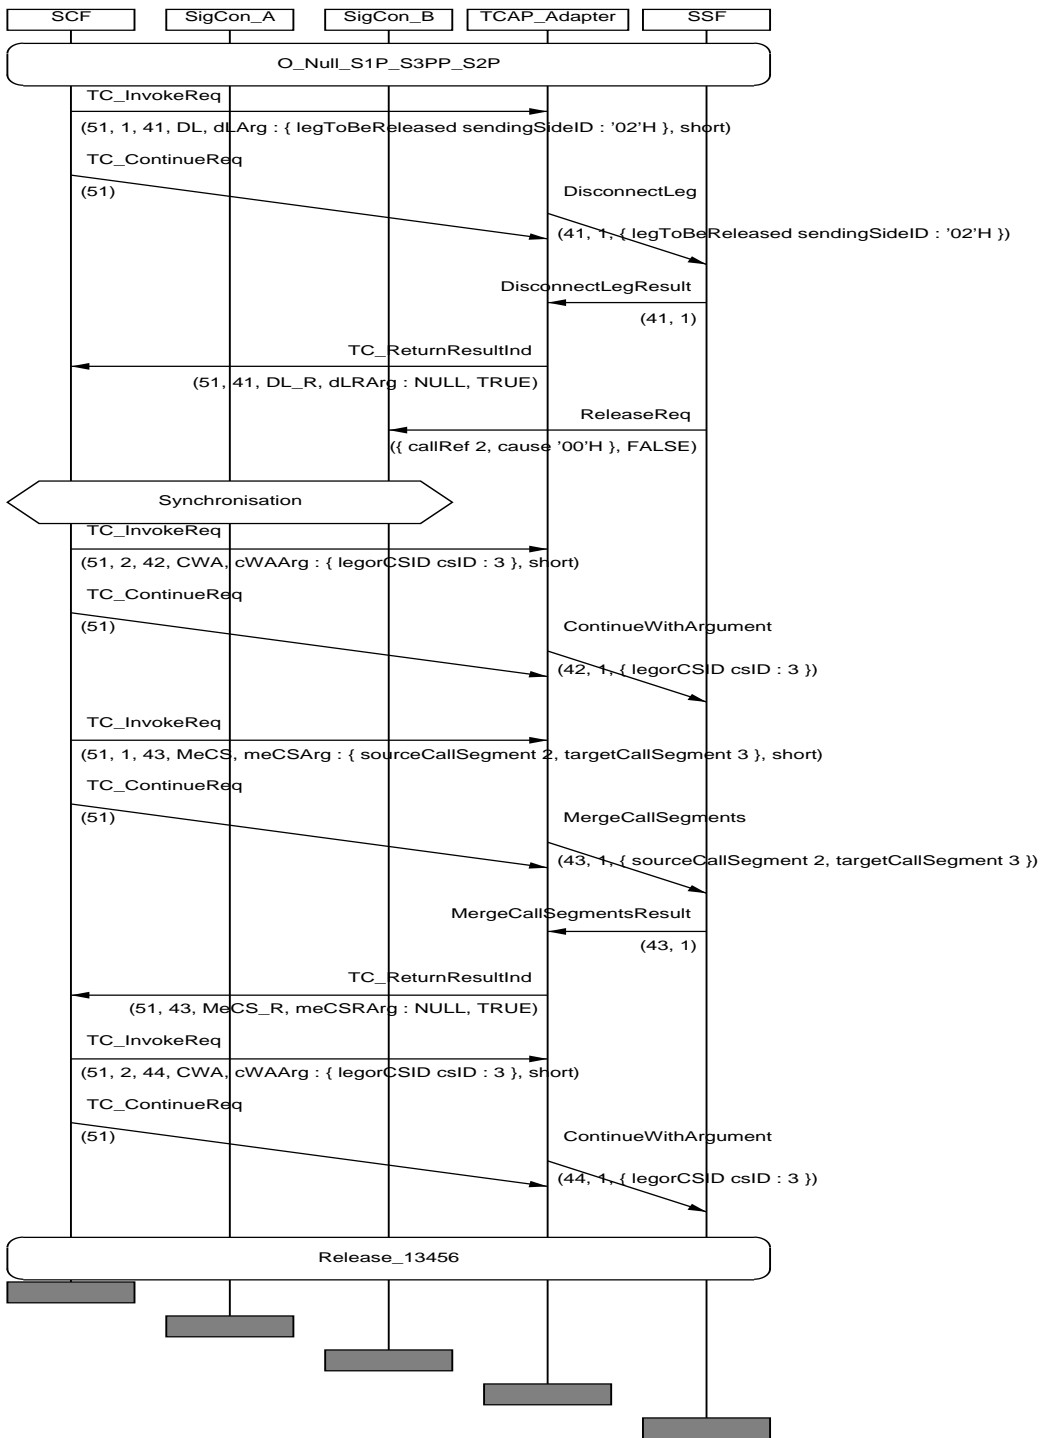 SCF SigCon_A SigCon_B TCAP_Adapter SSF
O_Null_S1P_S3PP_S2P
TC_InvokeReq
(51, 1, 41, DL, dLArg : { legToBeReleased sendingSideID : '02'H }, short)
TC_ContinueReq
(51)
DisconnectLeg
(41, 1, { legToBeReleased sendingSideID : '02'H })
DisconnectLegResult
(41, 1)
TC_ReturnResultInd
(51, 41, DL_R, dLRArg : NULL, TRUE)
ReleaseReq
({ callRef 2, cause '00'H }, FALSE)
Synchronisation
TC_InvokeReq
(51, 2, 42, CWA, cWAArg : { legorCSID csID : 3 }, short)
TC_ContinueReq
(51)
ContinueWithArgument
(42, 1, { legorCSID csID : 3 })
TC_InvokeReq
(51, 1, 43, MeCS, meCSArg : { sourceCallSegment 2, targetCallSegment 3 }, short)
TC_ContinueReq
(51)
MergeCallSegments
(43, 1, { sourceCallSegment 2, targetCallSegment 3 })
MergeCallSegmentsResult
(43, 1)
TC_ReturnResultInd
(51, 43, MeCS_R, meCSRArg : NULL, TRUE)
TC_InvokeReq
(51, 2, 44, CWA, cWAArg : { legorCSID csID : 3 }, short)
TC_ContinueReq
(51)
ContinueWithArgument
(44, 1, { legorCSID csID : 3 })
Release_13456